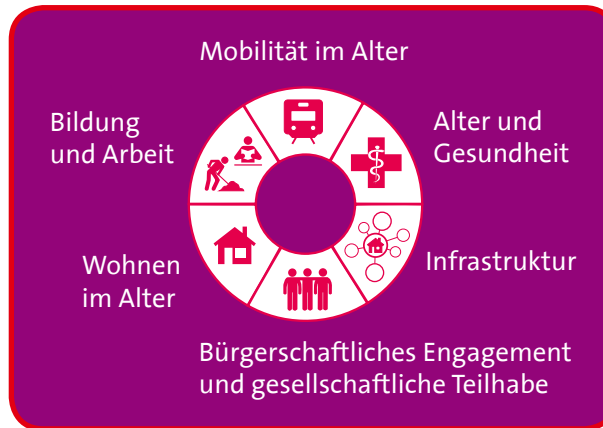 Mobilität im Alter
Bildung
und Arbeit
Alter und
Gesundheit
Wohnen
im Alter
Infrastruktur
Bürgerschaftliches Engagement
und gesellschaftliche Teilhabe